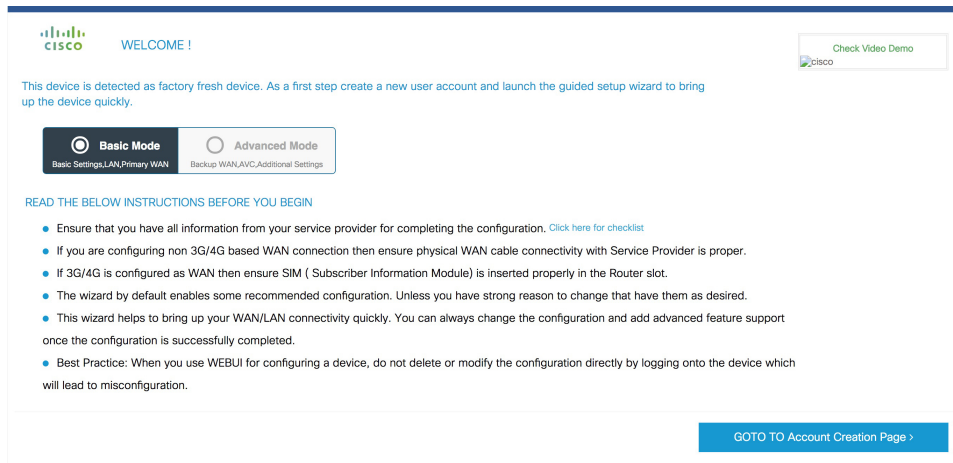 CISCO
WELCOME !
Check Video Demo
cisco
This device is detected as factory fresh device. As a first step create a new user account and launch the guided setup wizard to bring
up the device quickly.
Basic Mode
Basic Settings,LAN,Primary WAN
Advanced Mode
Backup WAN,AVC,Additional Settings
READ THE BELOW INSTRUCTIONS BEFORE YOU BEGIN
Ensure that you have all information from your service provider for completing the configuration. Click here for checklist
If you are configuring non 3G/4G based WAN connection then ensure physical WAN cable connectivity with Service Provider is proper.
If 3G/4G is configured as WAN then ensure SIM ( Subscriber Information Module) is inserted properly in the Router slot.
The wizard by default enables some recommended configuration. Unless you have strong reason to change that have them as desired.
This wizard helps to bring up your WAN/LAN connectivity quickly. You can always change the configuration and add advanced feature support
once the configuration is successfully completed.
Best Practice: When you use WEBUI for configuring a device, do not delete or modify the configuration directly by logging onto the device which
will lead to misconfiguration.
GOTO TO Account Creation Page >